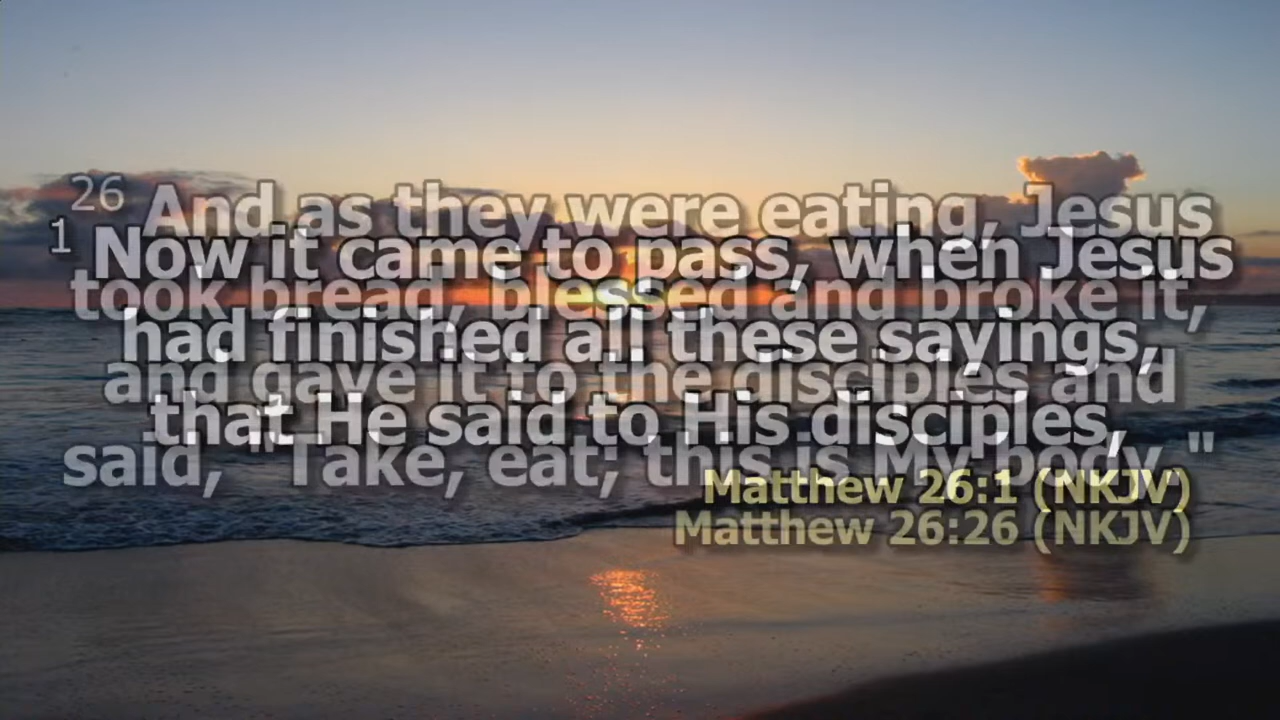 26 And as they were eating, Jesus
1 Now it came to pass, when Jesus
took bread, blessed and broke it,
had finished all these sayings,
and gave it to the disciples and
that He said to His disciples,
said, "Take, eat; this is My body."
Matthew 26:1 (NKJV)
Matthew 26:26 (NKJV)